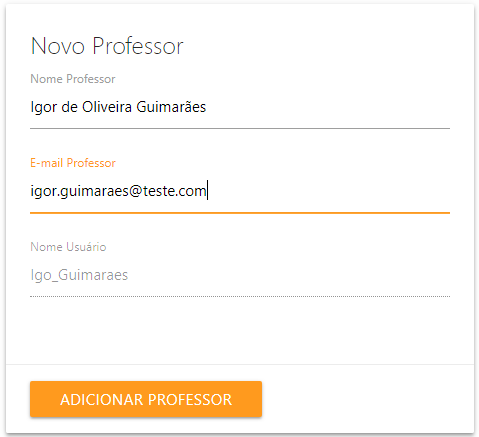 Novo Professor
Nome Professor
Igor de Oliveira Guimarães
E-mail Professor
igor.guimaraes@teste.com
Nome Usuário
Igo_Guimaraes
ADICIONAR PROFESSOR